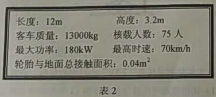 长度：12m 高度：3.2m
客车质量：13000kg 核载人数：75人
最大功率：180kW 最高时速：70km/h
轮胎与地面总接触面积：0.04m²
表2